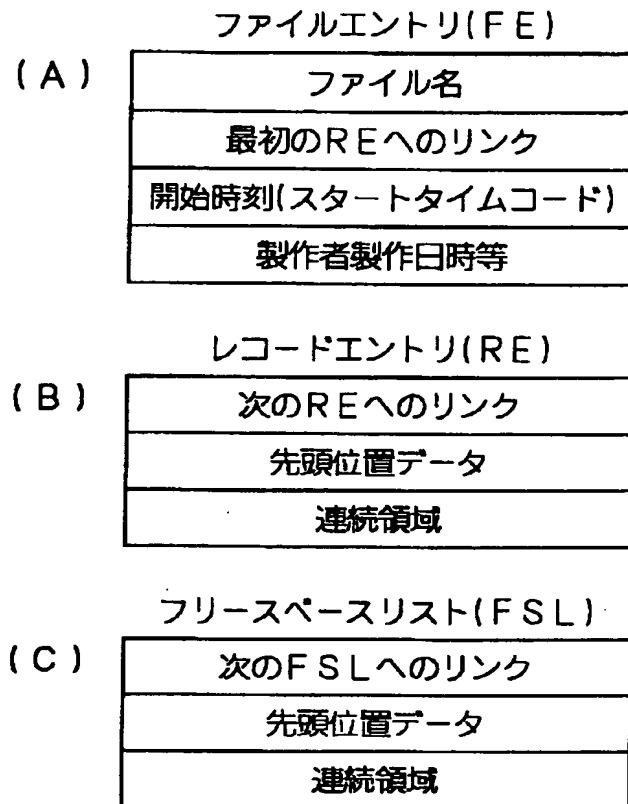 ファイルエントリ(FE)
(A)
ファイル名
最初のREへのリンク
開始時刻(スタートタイムコード)
製作者製作日時等
レコードエントリ(RE)
(B)
次のREへのリンク
先頭位置データ
連続領域
フリースペースリスト(FSL)
(C)
次のFSLへのリンク
先頭位置データ
連続領域